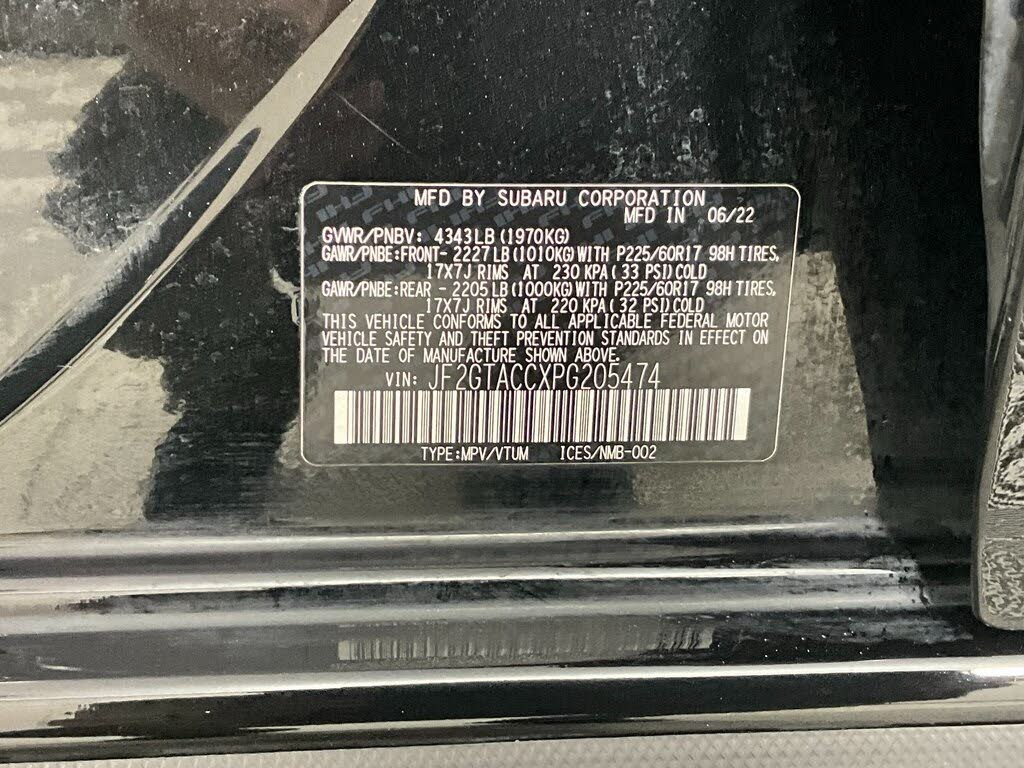 MFD BY SUBARU CORPORATION
MFD IN 06/22
GVWR/PNBV: 4343LB (1970KG)
GAWR/PNBE:FRONT- 2227LB (1010KG) WITH P225/60R17 98H TIRES,
17X7J RIMS AT 230 KPA ( 33 PSI) COLD
GAWR/PNBE:REAR - 2205LB (1000KG) WITH P225/60R17 98H TIRES,
17X7J RIMS AT 220 KPA ( 32 PSI) COLD
THIS VEHICLE CONFORMS TO ALL APPLICABLE FEDERAL MOTOR
VEHICLE SAFETY AND THEFT PREVENTION STANDARDS IN EFFECT ON
THE DATE OF MANUFACTURE SHOWN ABOVE.
VIN: JF2GTACCXPG205474
TYPE:MPV/VTUM ICES/NMB-002